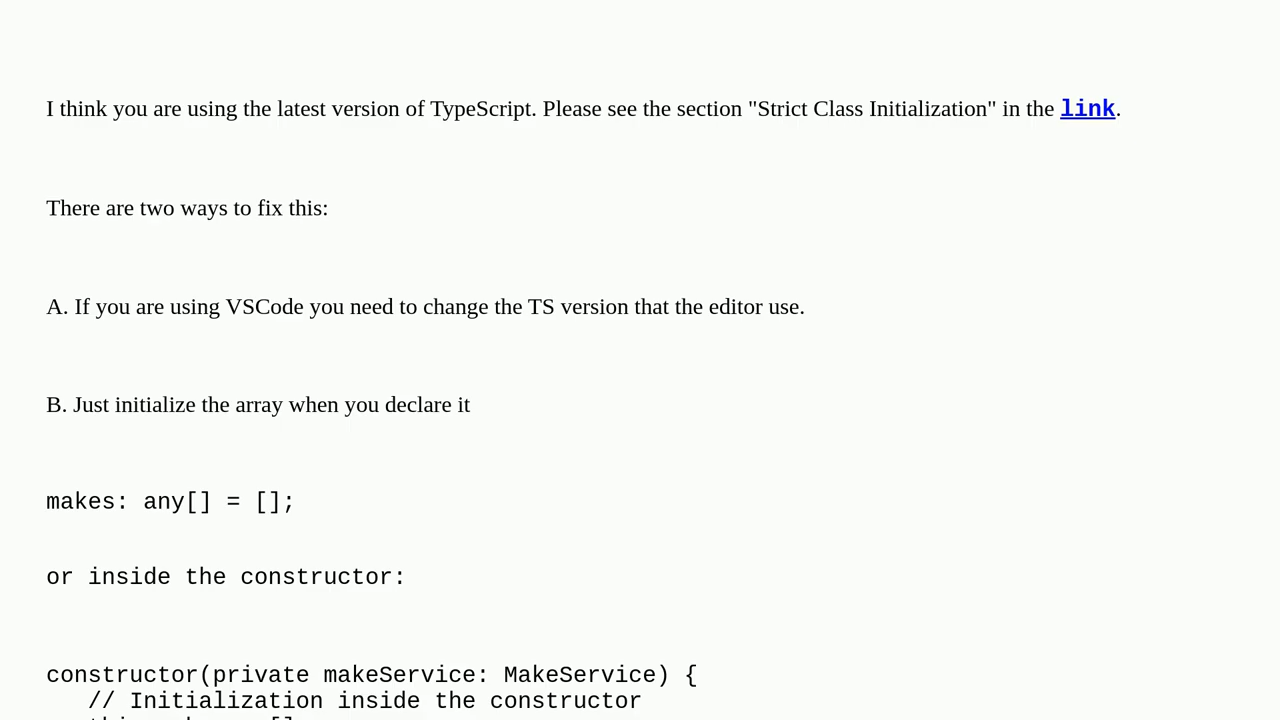 I think you are using the latest version of TypeScript. Please see the section "Strict Class Initialization" in the link.
There are two ways to fix this:
A. If you are using VSCode you need to change the TS version that the editor use.
B. Just initialize the array when you declare it
makes: any[] = [];
or inside the constructor:
constructor(private makeService: MakeService) {
// Initialization inside the constructor